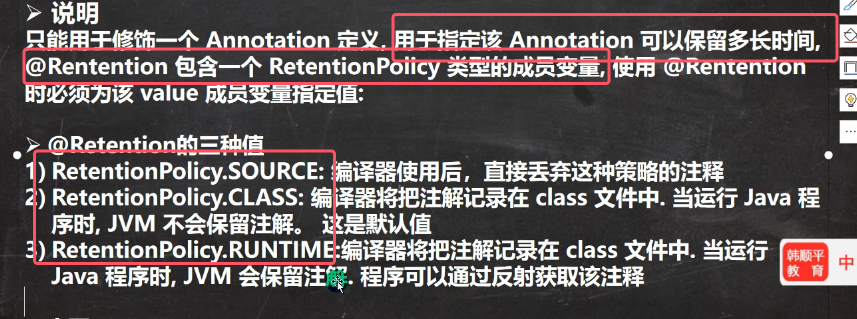 ➢ 说明
只能用于修饰一个 Annotation 定义, 用于指定该 Annotation 可以保留多长时间,
@Rentention 包含一个 RetentionPolicy 类型的成员变量, 使用 @Rentention
时必须为该 value 成员变量指定值:
➢ @Retention的三种值
1) RetentionPolicy.SOURCE: 编译器使用后，直接丢弃这种策略的注释
2) RetentionPolicy.CLASS: 编译器将把注解记录在 class 文件中. 当运行 Java 程
序时, JVM 不会保留注解。 这是默认值
3) RetentionPolicy.RUNTIME:编译器将把注解记录在 class 文件中. 当运行
Java 程序时, JVM 会保留注解. 程序可以通过反射获取该注释
韩顺平
教育
中